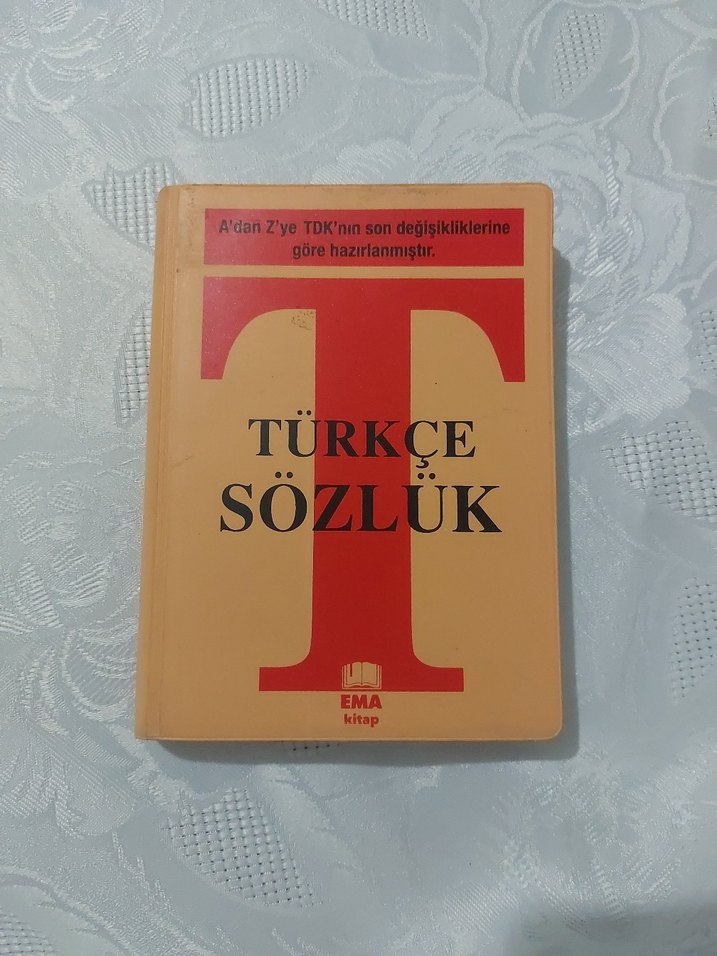 A'dan Z'ye TDK'nın son değişikliklerine
göre hazırlanmıştır.
T
TÜRKÇE
SÖZLÜK
EMA
kitap